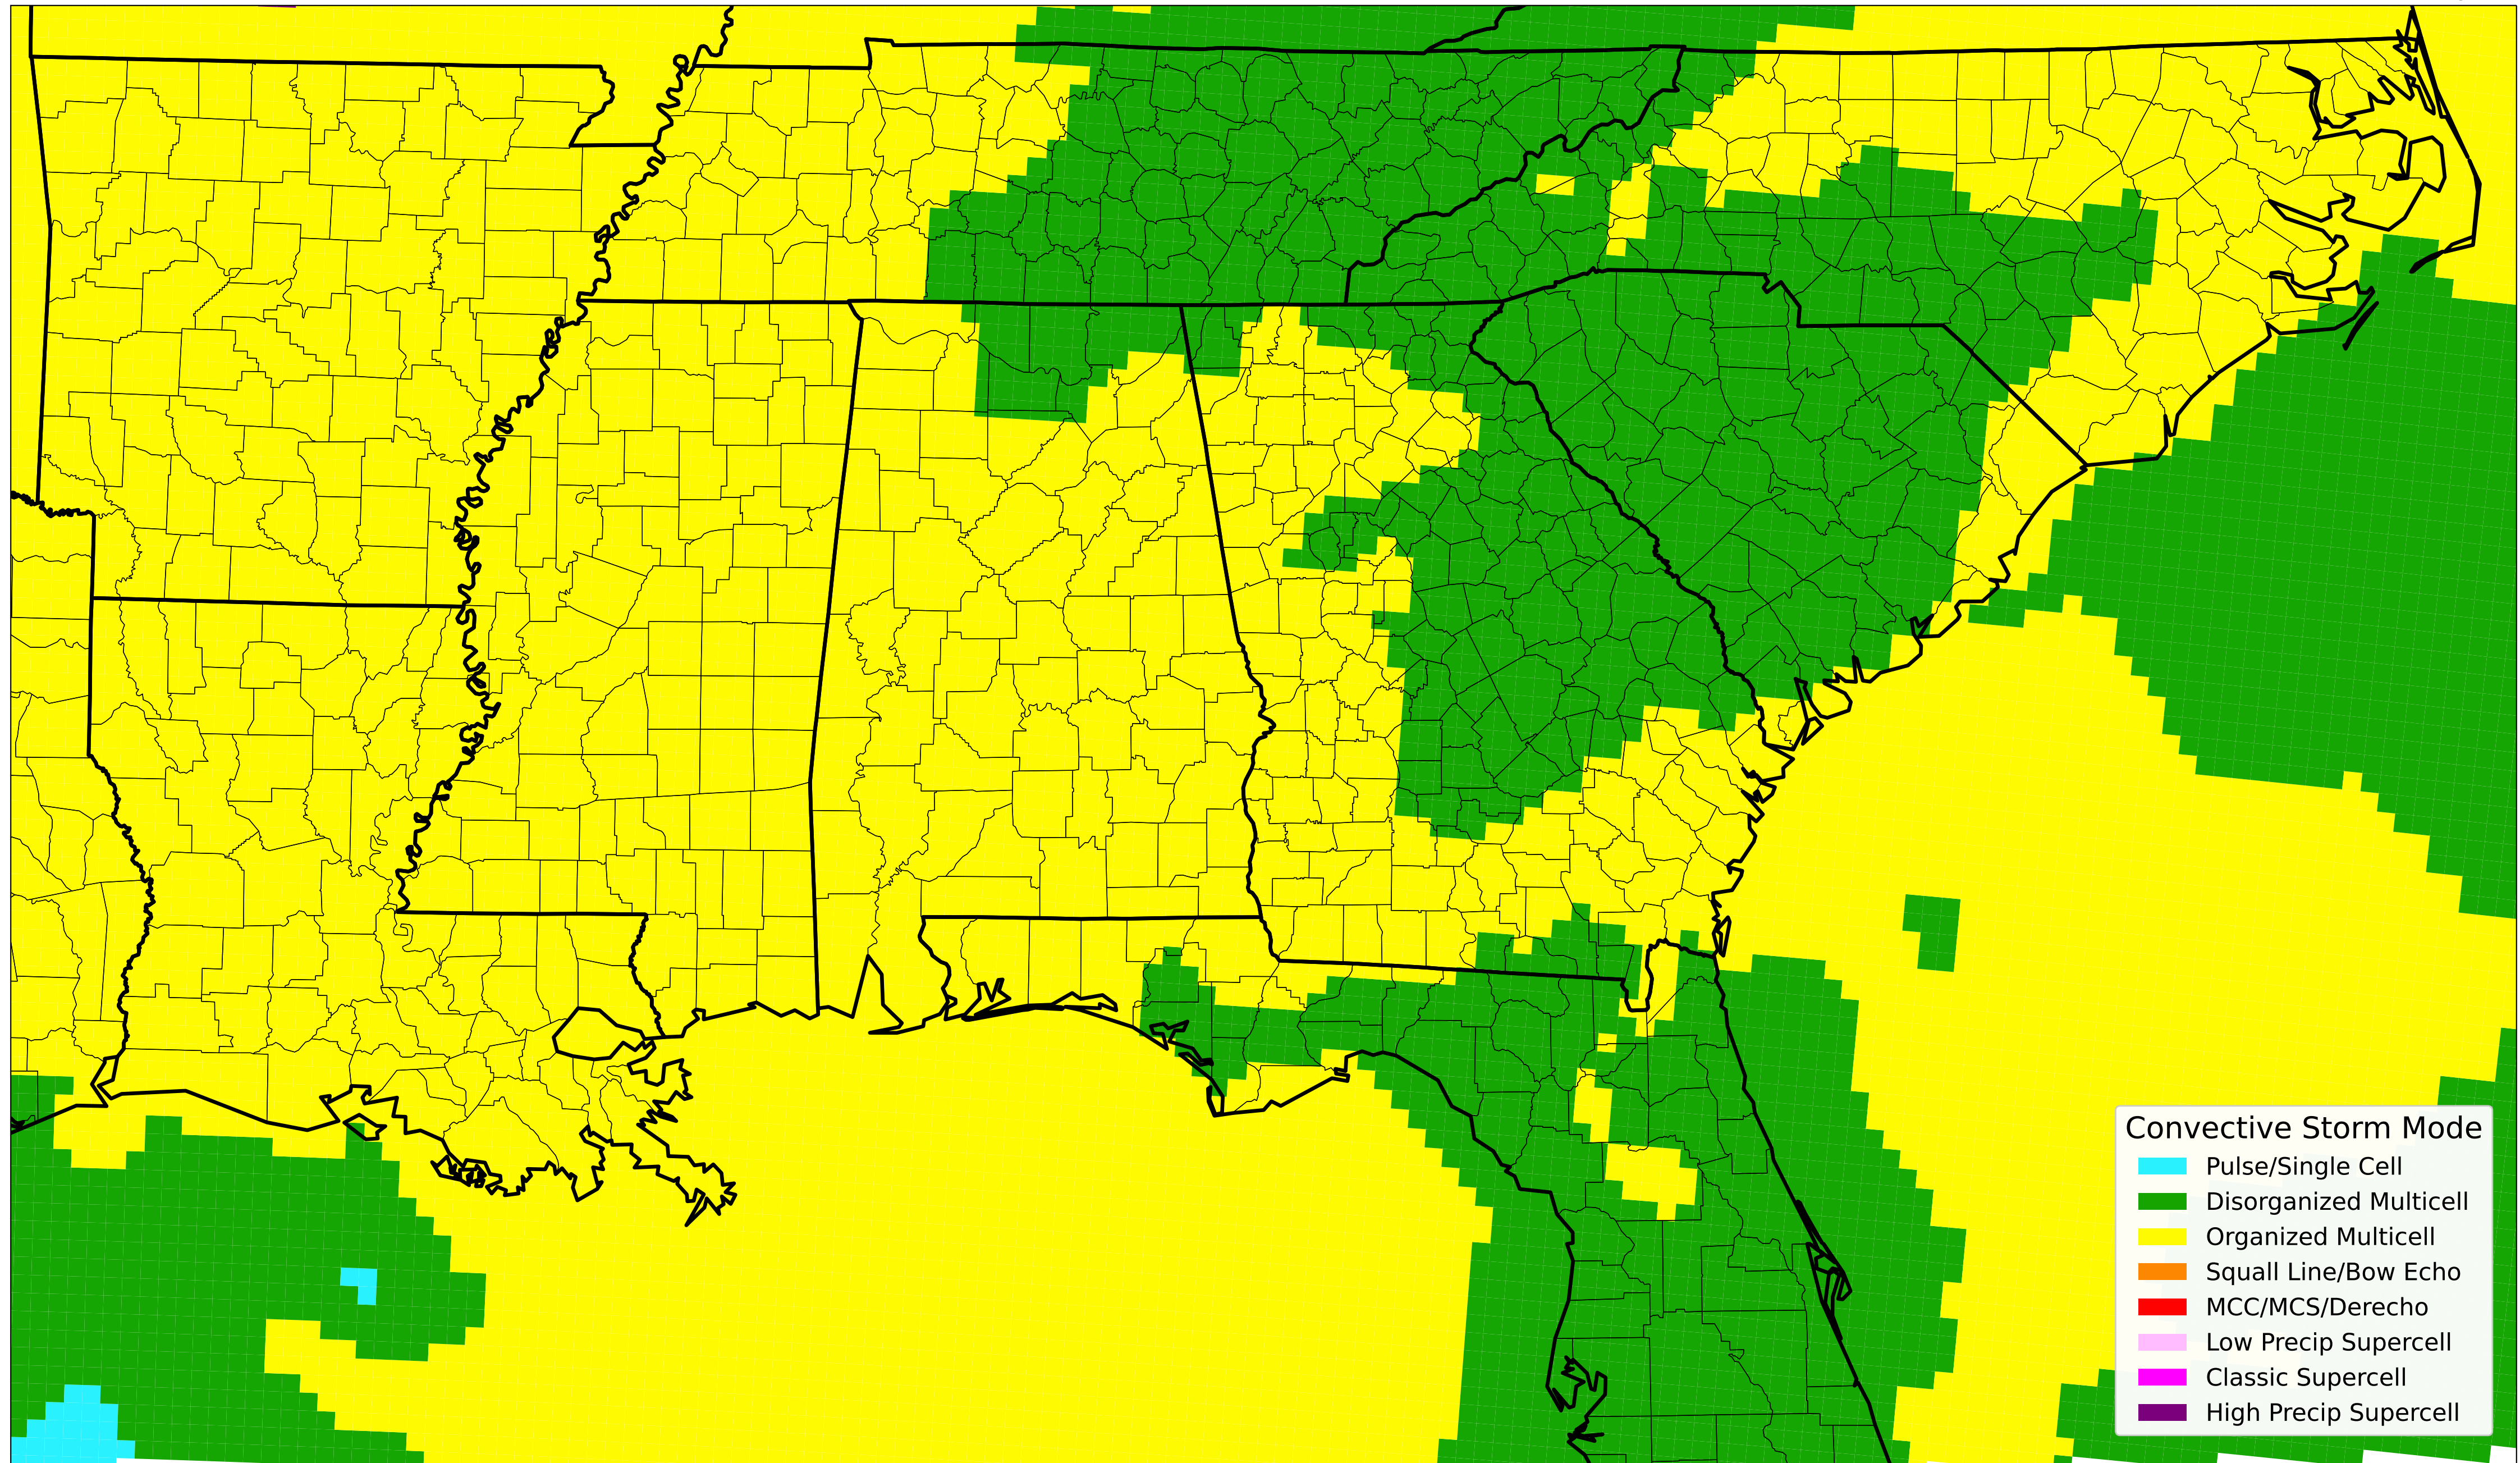 Convective Storm Mode
Pulse/Single Cell
Disorganized Multicell
Organized Multicell
Squall Line/Bow Echo
MCC/MCS/Derecho
Low Precip Supercell
Classic Supercell
High Precip Supercell